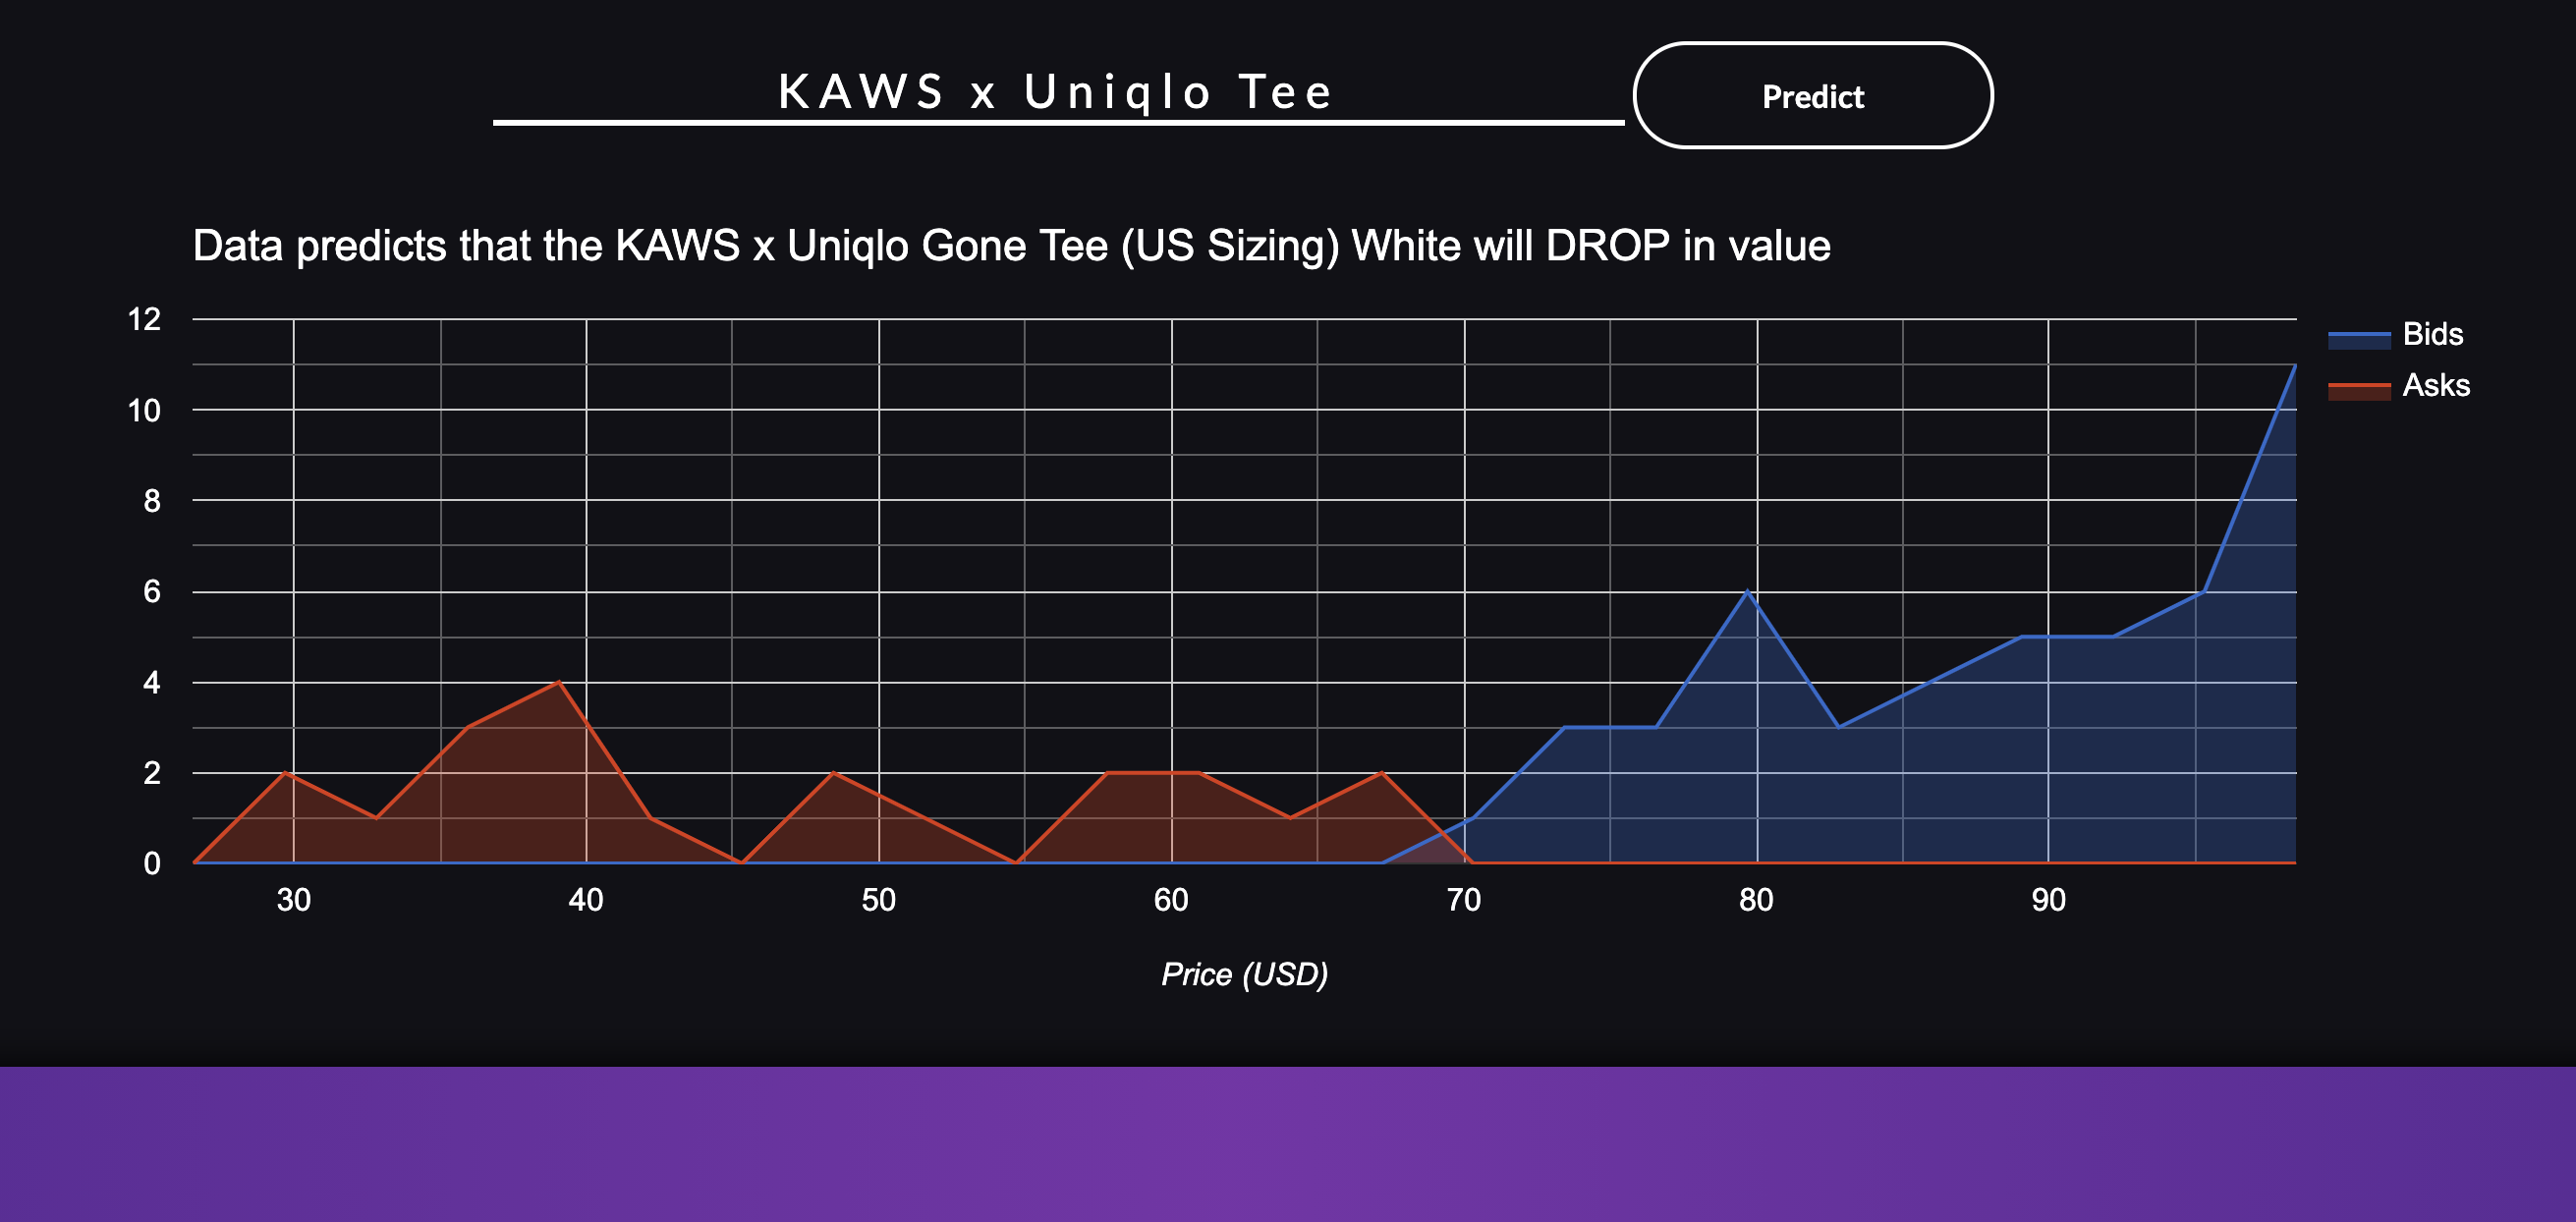 KAWS x Uniqlo Tee
Predict
Data predicts that the KAWS x Uniqlo Gone Tee (US Sizing) White will DROP in value
12
10
8
6
4
2
0
Bids
Asks
30 40 50 60 70 80 90
Price (USD)